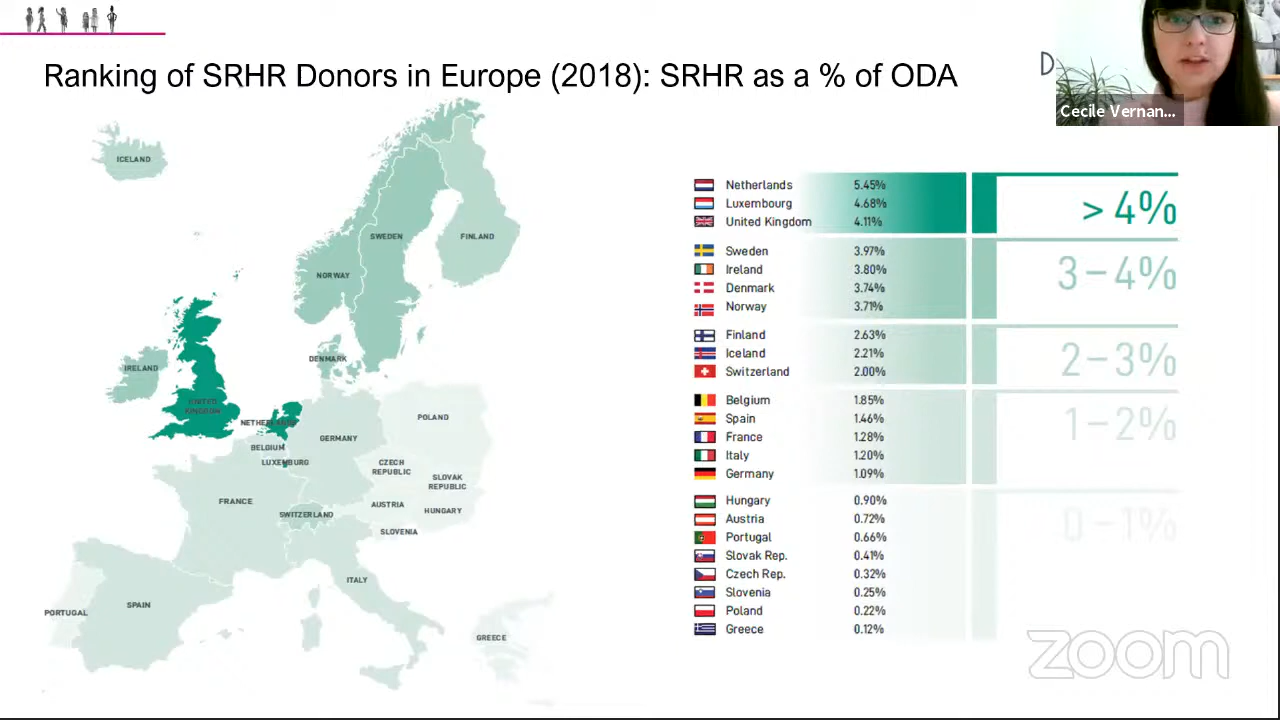 Ranking of SRHR Donors in Europe (2018): SRHR as a % of ODA
D
Cecile Vernan...
ICELAND
SWEDEN
FINLAND
NORWAY
DENMARK
IRELAND
UNITED
KINGDOM
NETHERLANDS
POLAND
GERMANY
BELGIUM
LUXEMBURG
CZECH
REPUBLIC
SLOVAK
REPUBLIC
FRANCE
SWITZERLAND
AUSTRIA
HUNGARY
SLOVENIA
ITALY
SPAIN
PORTUGAL
GREECE
Netherlands 5.45%
Luxembourg 4.68%
United Kingdom 4.11%
> 4%
Sweden 3.97%
Ireland 3.80%
Denmark 3.74%
Norway 3.71%
3–4%
Finland 2.63%
Iceland 2.21%
Switzerland 2.00%
2–3%
Belgium 1.85%
Spain 1.46%
France 1.28%
Italy 1.20%
Germany 1.09%
1–2%
Hungary 0.90%
Austria 0.72%
Portugal 0.66%
Slovak Rep. 0.41%
Czech Rep. 0.32%
Slovenia 0.25%
Poland 0.22%
Greece 0.12%
0–1%
zoom